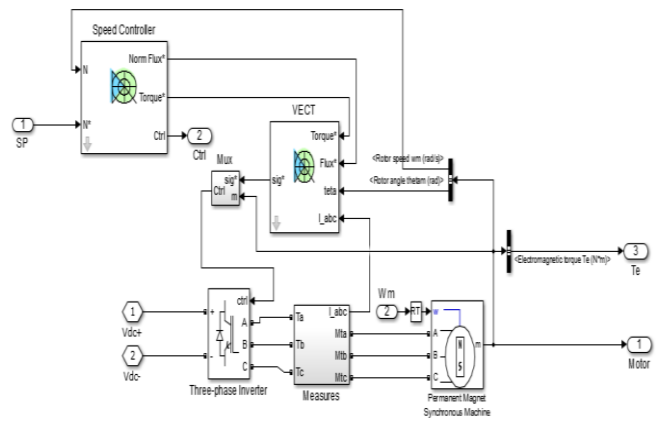 Speed Controller
N
Norm Flux*
Torque*
N*
Ctrl
1
SP
2
Ctrl
VECT
Torque*
Flux*
teta
I_abc
sig*
Mux
sig*
Ctrl
m
<Rotor speed wm (rad/s)>
<Rotor angle thetam (rad)>
<Electromagnetic torque Te (N*m)>
3
Te
1
Vdc+
2
Vdc-
+
-
ctrl
A
B
C
Three-phase Inverter
Ta
Tb
Tc
I_abc
Mta
Mtb
Mtc
Measures
Wm
2
RT
w
A
B
C
N
S
m
Permanent Magnet
Synchronous Machine
1
Motor